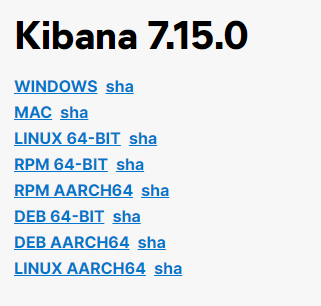 Kibana 7.15.0
WINDOWS sha
MAC sha
LINUX 64-BIT sha
RPM 64-BIT sha
RPM AARCH64 sha
DEB 64-BIT sha
DEB AARCH64 sha
LINUX AARCH64 sha